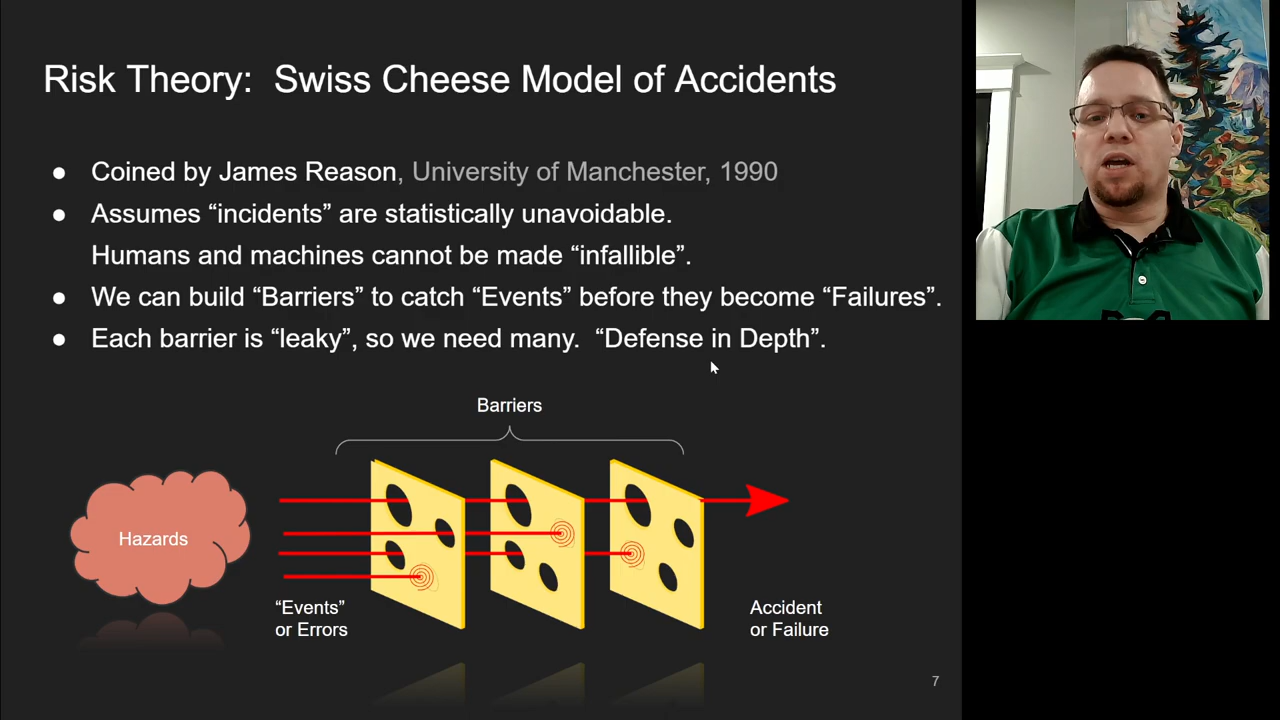 Risk Theory:  Swiss Cheese Model of Accidents
● Coined by James Reason, University of Manchester, 1990
● Assumes “incidents” are statistically unavoidable.
Humans and machines cannot be made “infallible”.
● We can build “Barriers” to catch “Events” before they become “Failures”.
● Each barrier is “leaky”, so we need many.  “Defense in Depth”.
Barriers
Hazards
“Events”
or Errors
Accident
or Failure
7